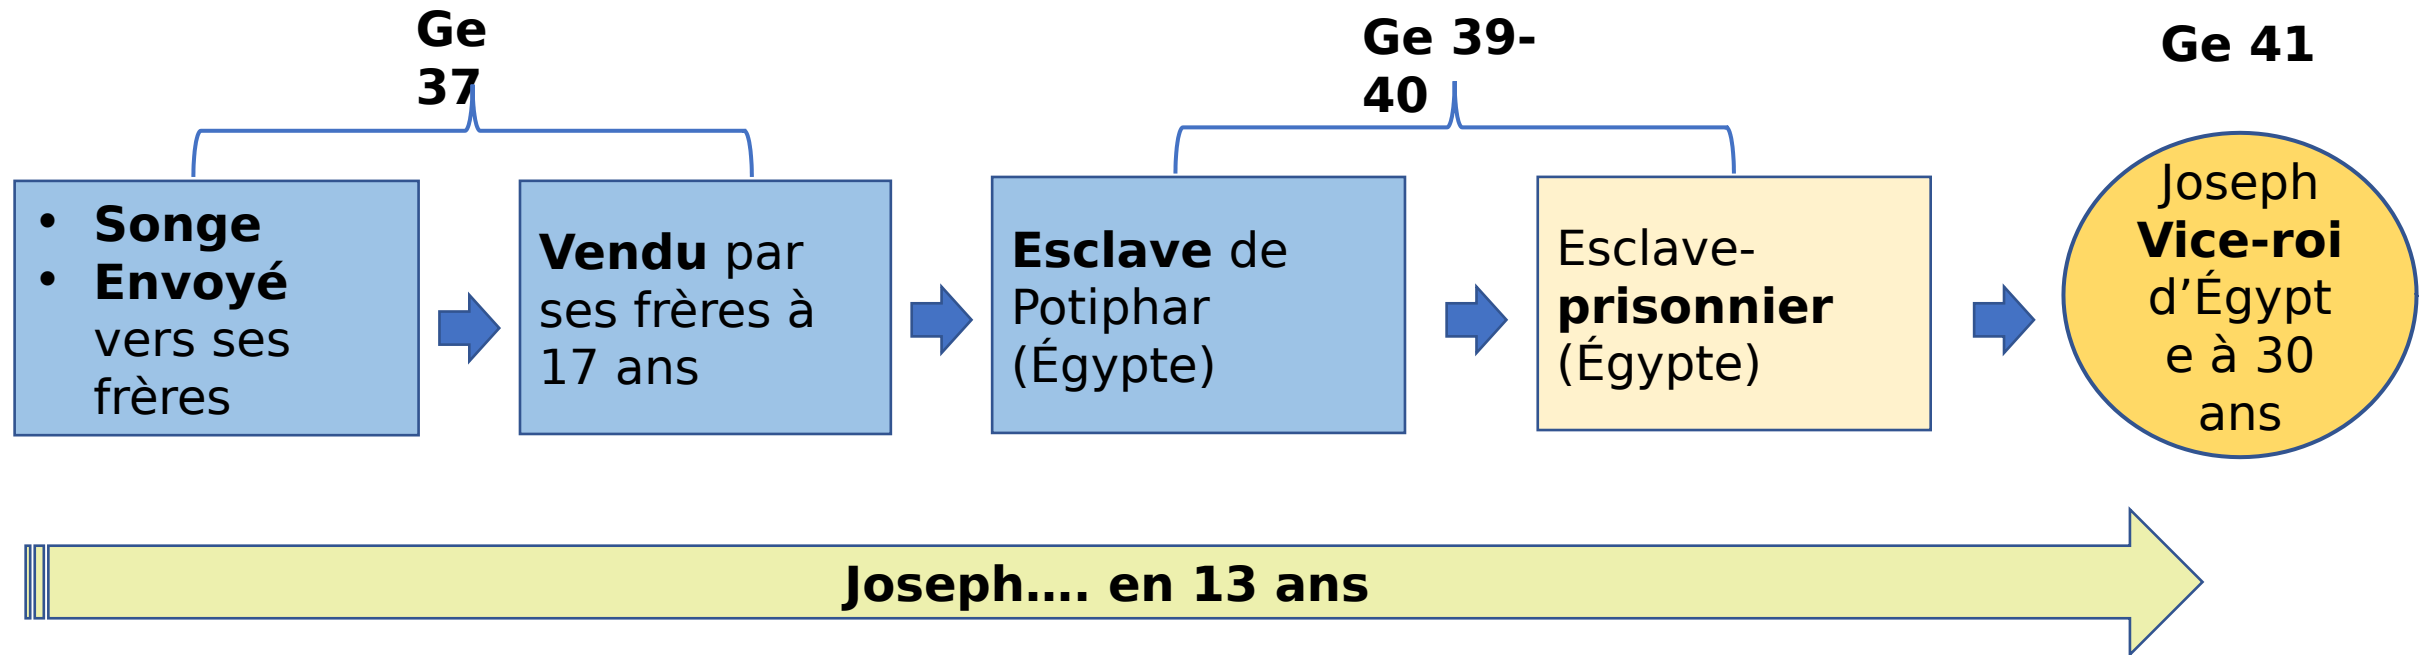 Ge
37
Ge 39-
40
Ge 41
• Songe
• Envoyé
vers ses
frères
Vendu par
ses frères à
17 ans
Esclave de
Potiphar
(Égypte)
Esclave-
prisonnier
(Égypte)
Joseph
Vice-roi
d’Égypt
e à 30
ans
Joseph…. en 13 ans